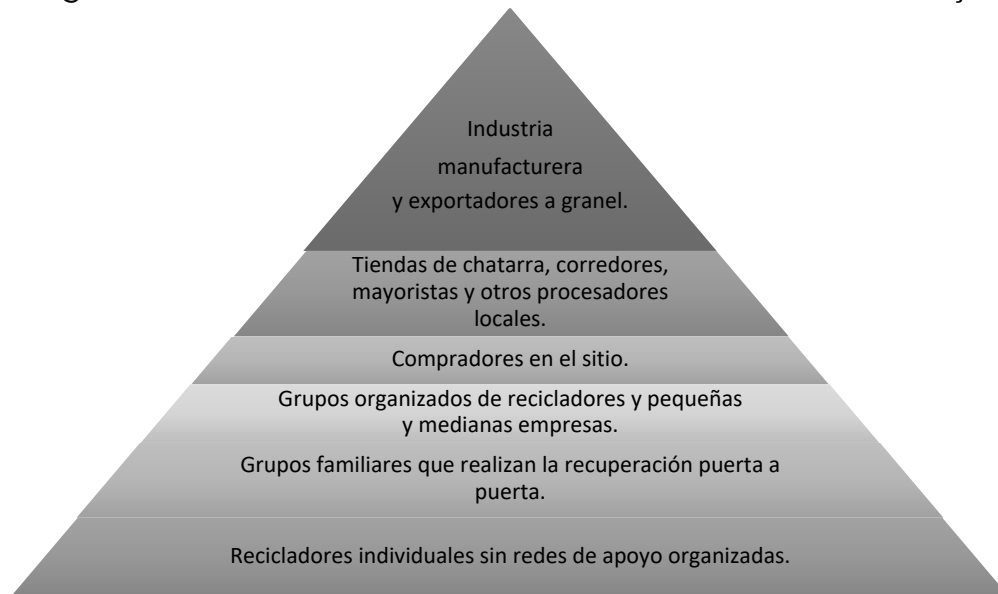 Industria
manufacturera
y exportadores a granel.
Tiendas de chatarra, corredores,
mayoristas y otros procesadores
locales.
Compradores en el sitio.
Grupos organizados de recicladores y pequeñas
y medianas empresas.
Grupos familiares que realizan la recuperación puerta a
puerta.
Recicladores individuales sin redes de apoyo organizadas.